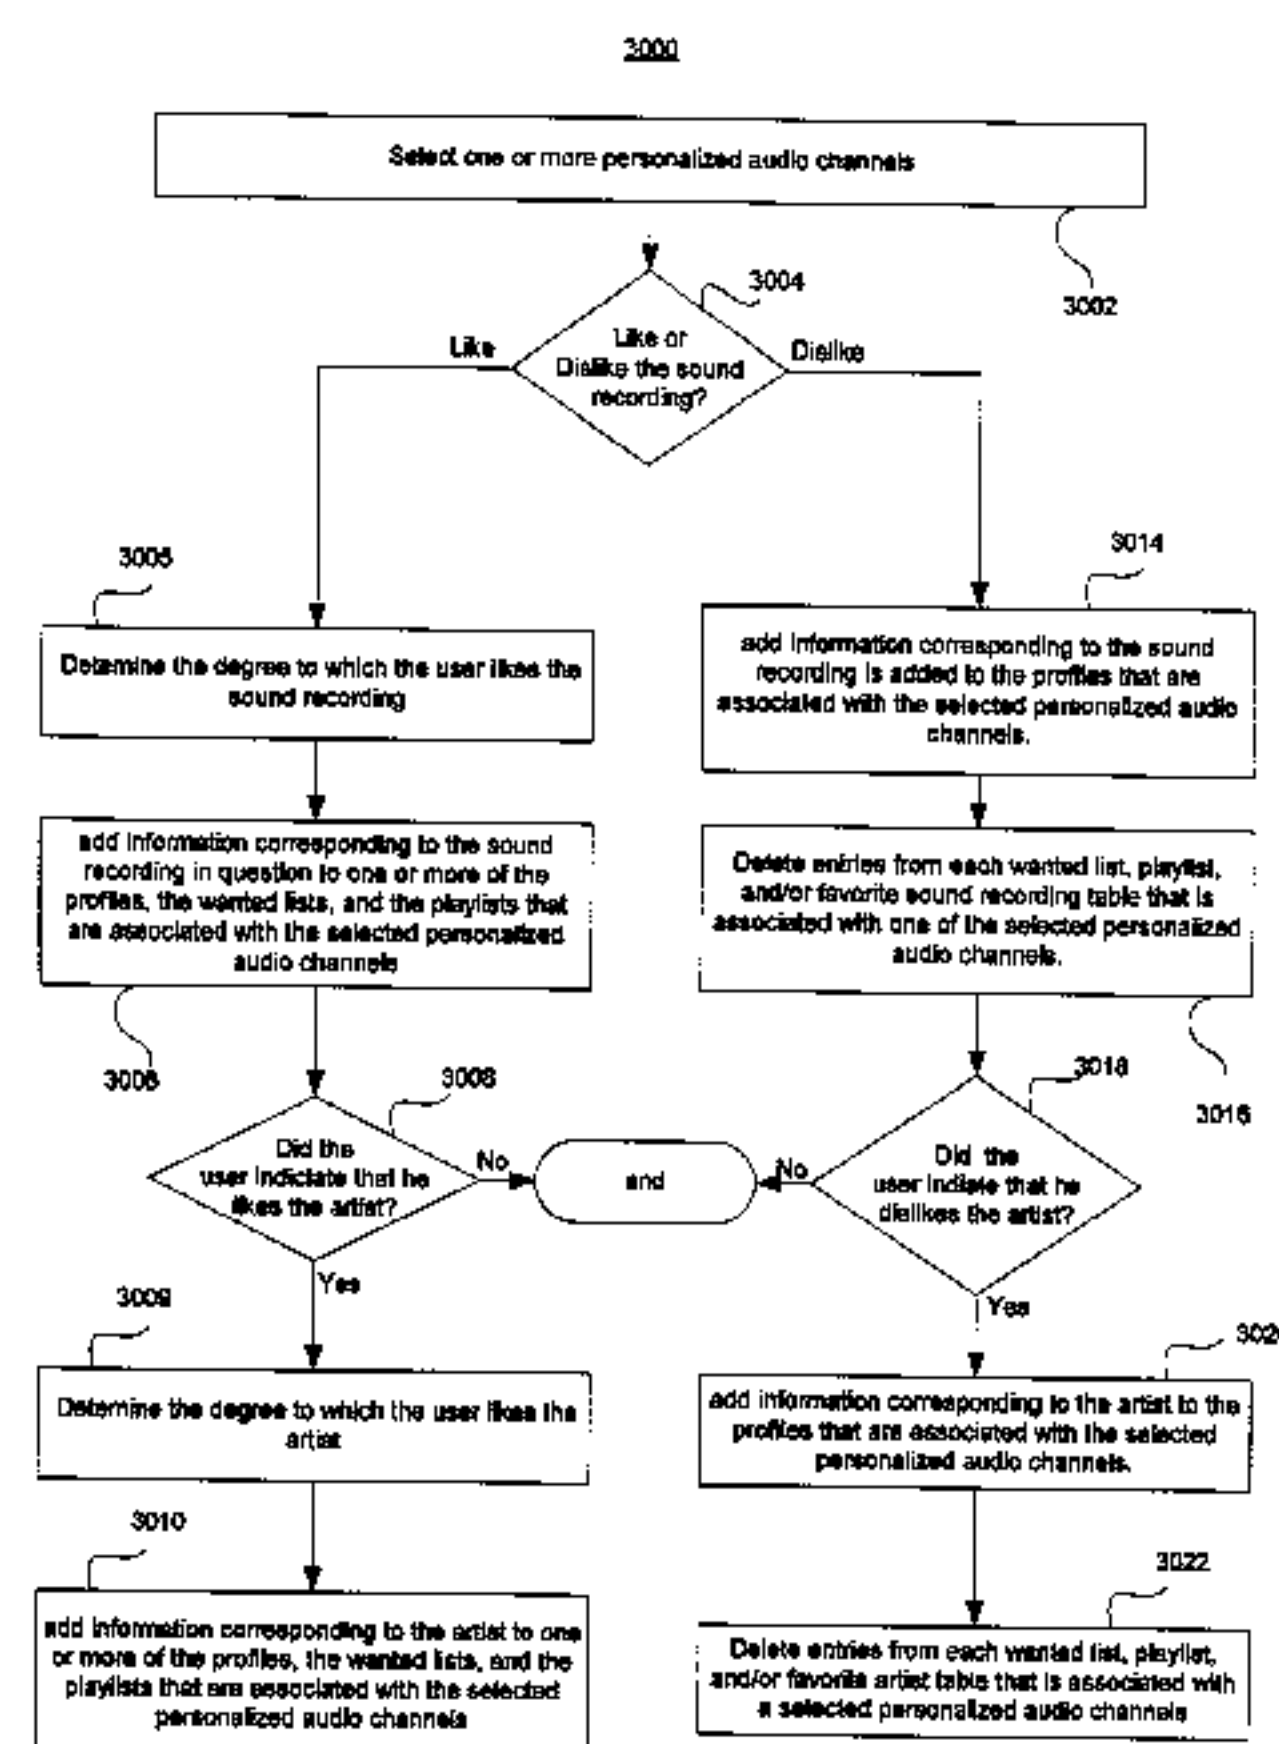 3000
Select one or more personalized audio channels
3002
3004
Like or
Dislike the sound
recording?
Like
Dislike
3005
Determine the degree to which the user likes the
sound recording
add information corresponding to the sound
recording in question to one or more of the
profiles, the wanted lists, and the playlists that
are associated with the selected personalized
audio channels
3006
3014
add information corresponding to the sound
recording is added to the profiles that are
associated with the selected personalized audio
channels.
Delete entries from each wanted list, playlist,
and/or favorite sound recording table that is
associated with one of the selected personalized
audio channels.
3016
3008
Did the
user indictate that he
likes the artist?
No
end
No
3018
Did the
user indiate that he
dislikes the artist?
Yes
Yes
3009
Determine the degree to which the user likes the
artist
3010
add information corresponding to the artist to one
or more of the profiles, the wanted lists, and the
playlists that are associated with the selected
personalized audio channels
add information corresponding to the artist to the
profiles that are associated with the selected
personalized audio channels.
3022
Delete entries from each wanted list, playlist,
and/or favorite artist table that is associated with
a selected personalized audio channels